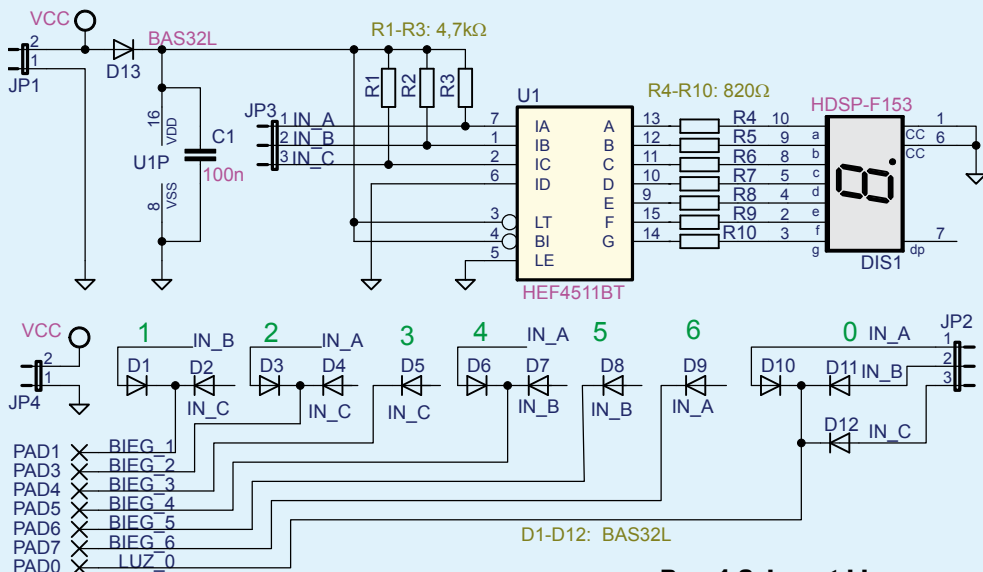 VCC
2
1
JP1
D13
BAS32L
R1-R3: 4,7kΩ
R1
R2
R3
16
VDD
U1P
8
VSS
C1
100n
JP3
1 IN_A
2 IN_B
3 IN_C
U1
7 IA A 13
1 IB B 12
2 IC C 11
6 ID D 10
E 9
3 LT F 15
4 BI G 14
5 LE
HEF4511BT
R4-R10: 820Ω
R4 10 a
R5 9 b
R6 8 c
R7 5 d
R8 4 e
R9 2 f
R10 3 g
HDSP-F153
CC 1
CC 6
7
dp
DIS1
VCC
2
1
JP4
1
IN_B
D1 D2
IN_C
2
IN_A
D3 D4
IN_C
3
D5
IN_C
4
IN_A
D6 D7
IN_B
5
D8
IN_B
6
D9
IN_A
0
IN_A
D10 D11 IN_B
D12 IN_C
JP2
1
2
3
PAD1 BIEG_1
PAD3 BIEG_2
PAD4 BIEG_3
PAD5 BIEG_4
PAD6 BIEG_5
PAD7 BIEG_6
PAD0 LUZ_0
D1-D12: BAS32L